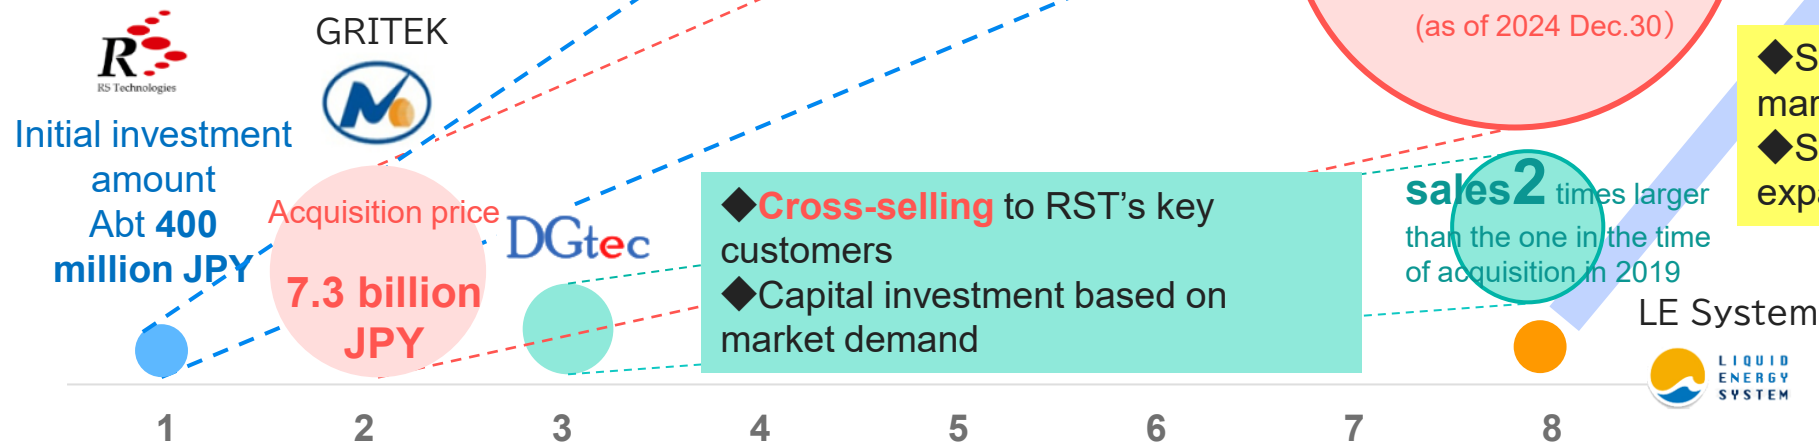 RS Technologies
GRITEK
Initial investment
amount
Abt 400
million JPY
Acquisition price
7.3 billion
JPY
DGtec
◆Cross-selling to RST’s key
customers
◆Capital investment based on
market demand
(as of 2024 Dec.30）
sales2 times larger
than the one in the time
of acquisition in 2019
◆S
mar
◆S
expa
LE System
LIQUID
ENERGY
SYSTEM
1 2 3 4 5 6 7 8